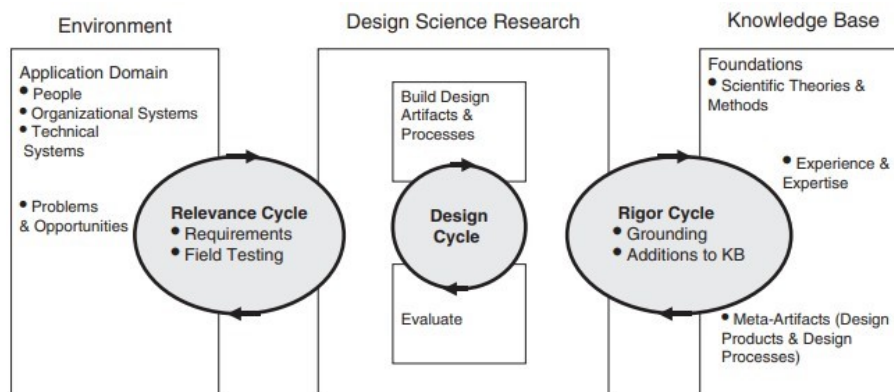 Environment
Design Science Research
Knowledge Base
Application Domain
• People
• Organizational Systems
• Technical
Systems
• Problems
& Opportunities
Relevance Cycle
• Requirements
• Field Testing
Build Design
Artifacts &
Processes
Design
Cycle
Evaluate
Rigor Cycle
• Grounding
• Additions to KB
Foundations
• Scientific Theories &
Methods
• Experience &
Expertise
• Meta-Artifacts (Design
Products & Design
Processes)